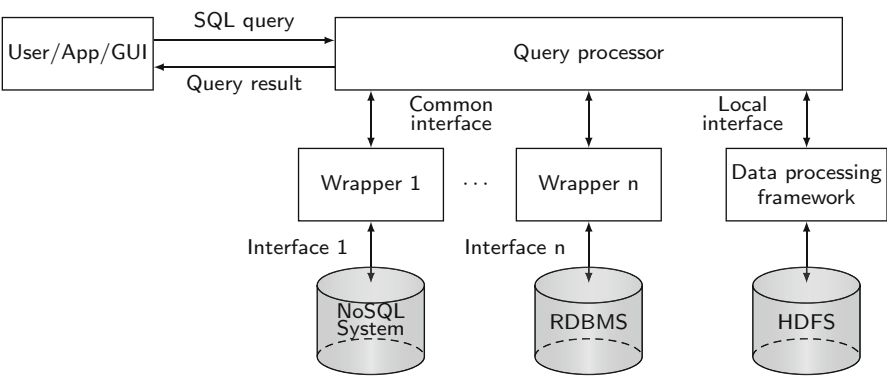 SQL query
User/App/GUI
Query processor
Query result
Common
interface
Local
interface
Wrapper 1
· · ·
Wrapper n
Data processing
framework
Interface 1
Interface n
NoSQL
System
RDBMS
HDFS